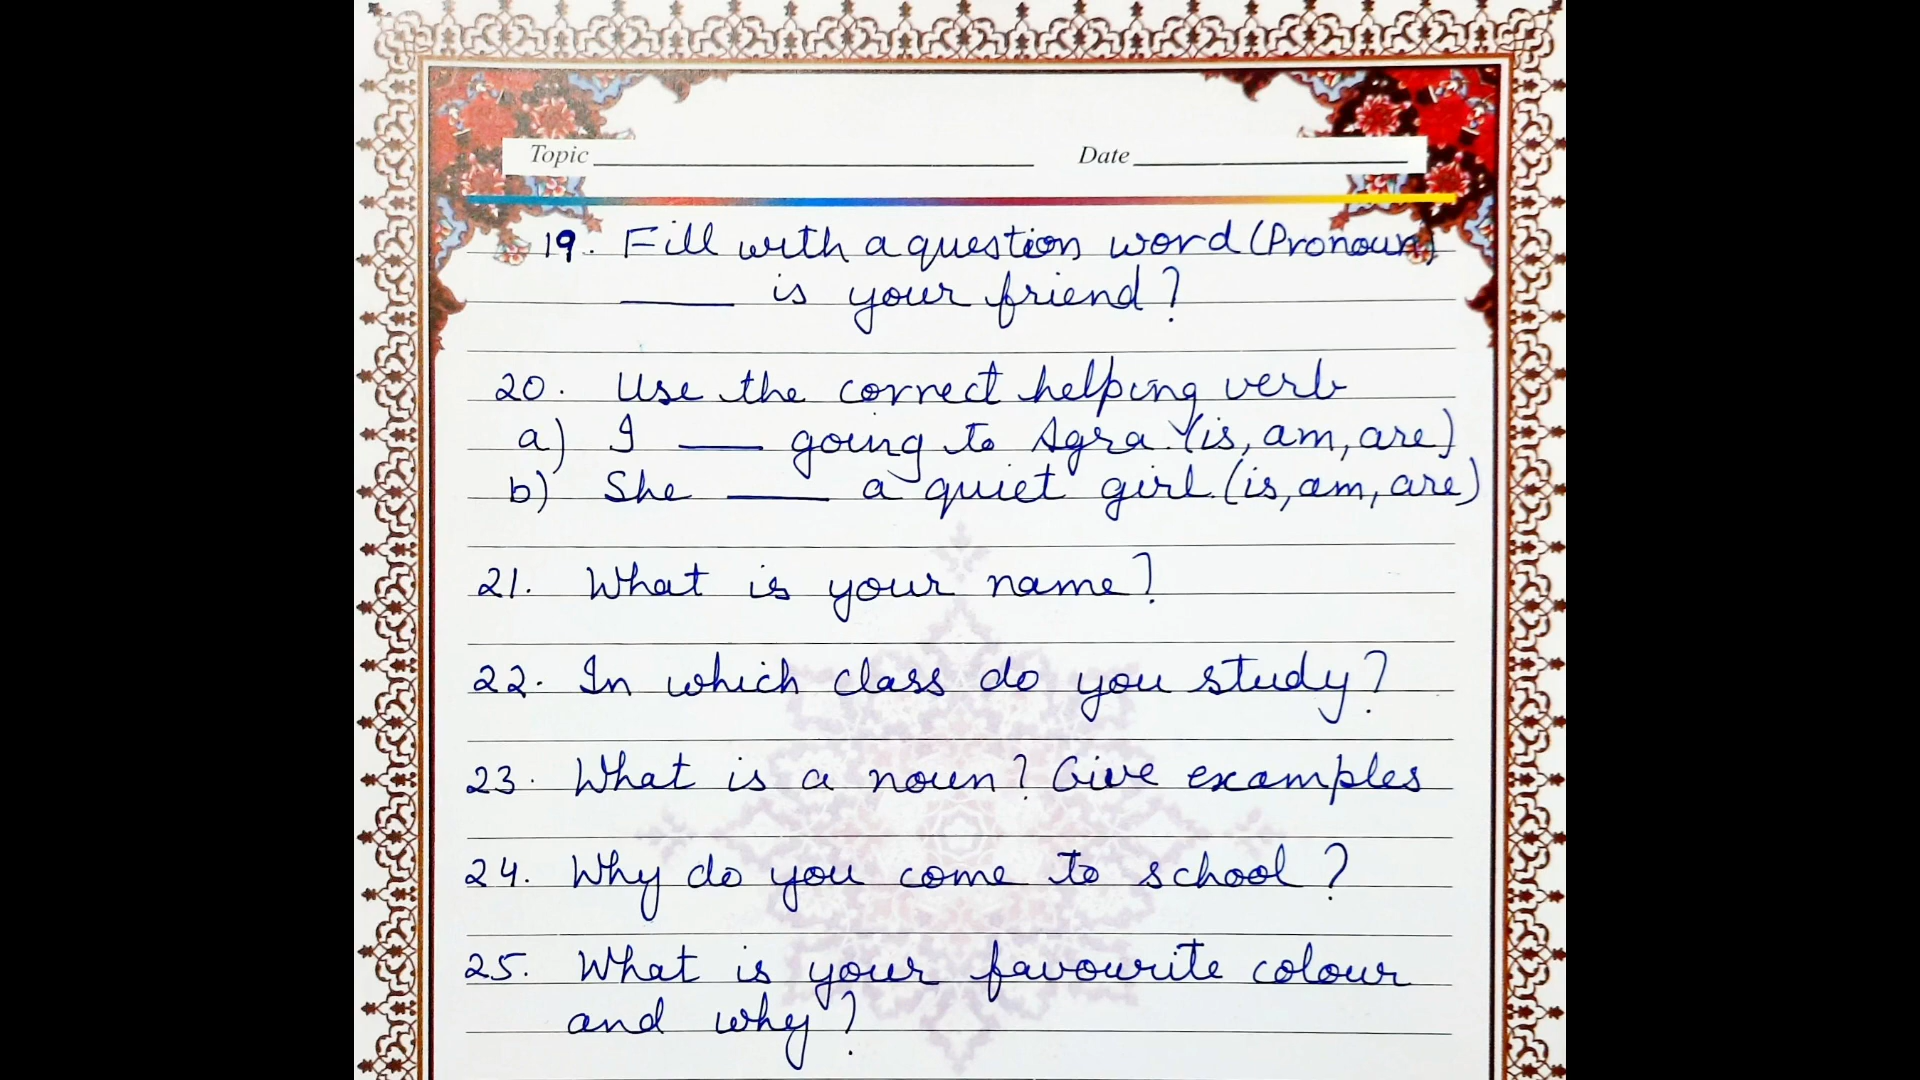 Topic Date
19. Fill with a question word (Pronoun)
is your friend?
20. Use the correct helping verb
a) I ___ going to Agra. (is, am, are)
b) She ___ a quiet girl. (is, am, are)
21. What is your name?
22. In which class do you study?
23. What is a noun? Give examples
24. Why do you come to school?
25. What is your favourite colour
and why?